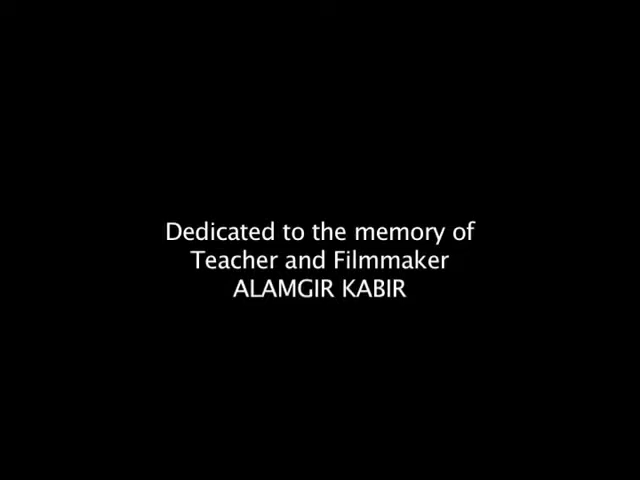 Dedicated to the memory of
Teacher and Filmmaker
ALAMGIR KABIR